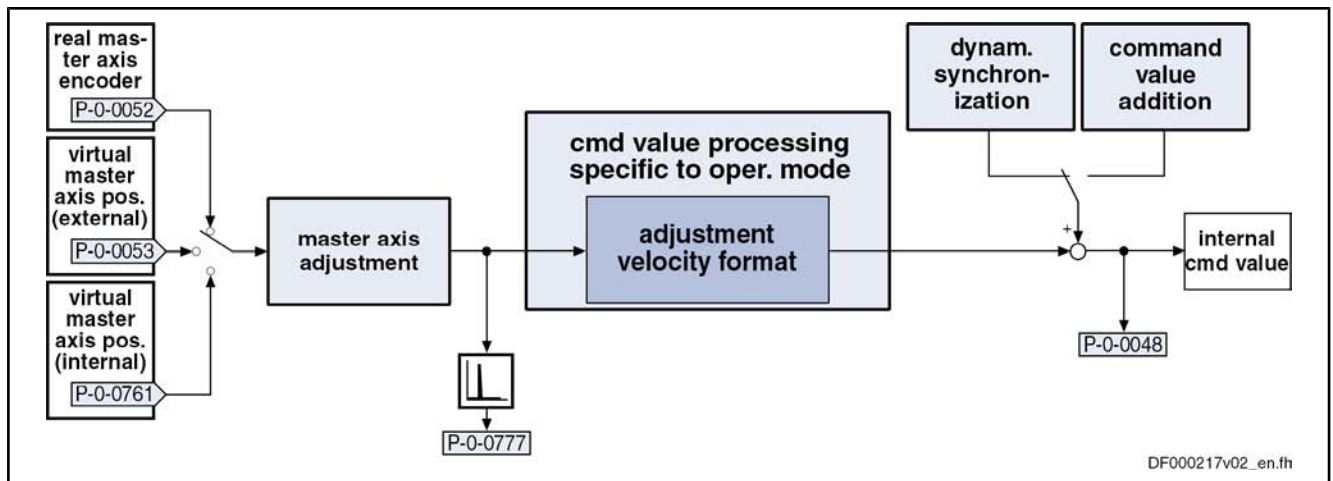 real mas-
ter axis
encoder
P-0-0052
virtual
master
axis pos.
(external)
P-0-0053
virtual
master
axis pos.
(internal)
P-0-0761
master axis
adjustment
P-0-0777
cmd value processing
specific to oper. mode
adjustment
velocity format
dynam.
synchron-
ization
command
value
addition
+
P-0-0048
internal
cmd value
DF000217v02_en.fh